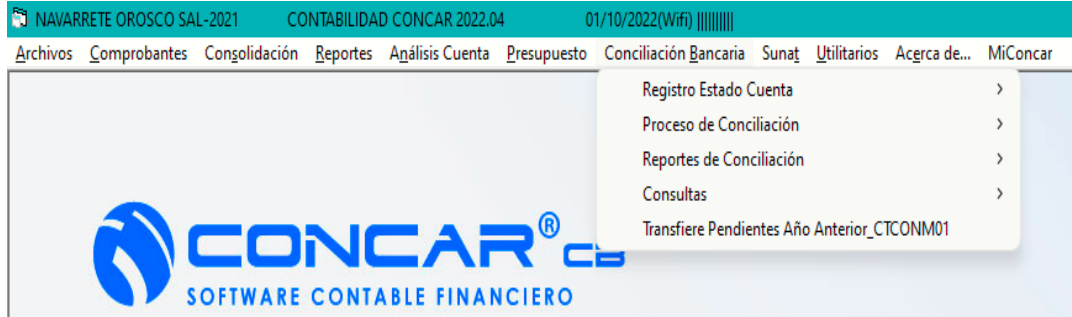 NAVARRETE OROSCO SAL-2021 CONTABILIDAD CONCAR 2022.04 01/10/2022(Wifi) ||||||||||
Archivos Comprobantes Consolidación Reportes Análisis Cuenta Presupuesto Conciliación Bancaria Sunat Utilitarios Acerca de... MiConcar
Registro Estado Cuenta >
Proceso de Conciliación >
Reportes de Conciliación >
Consultas >
Transfiere Pendientes Año Anterior_CTCONM01
CONCAR® CB
SOFTWARE CONTABLE FINANCIERO